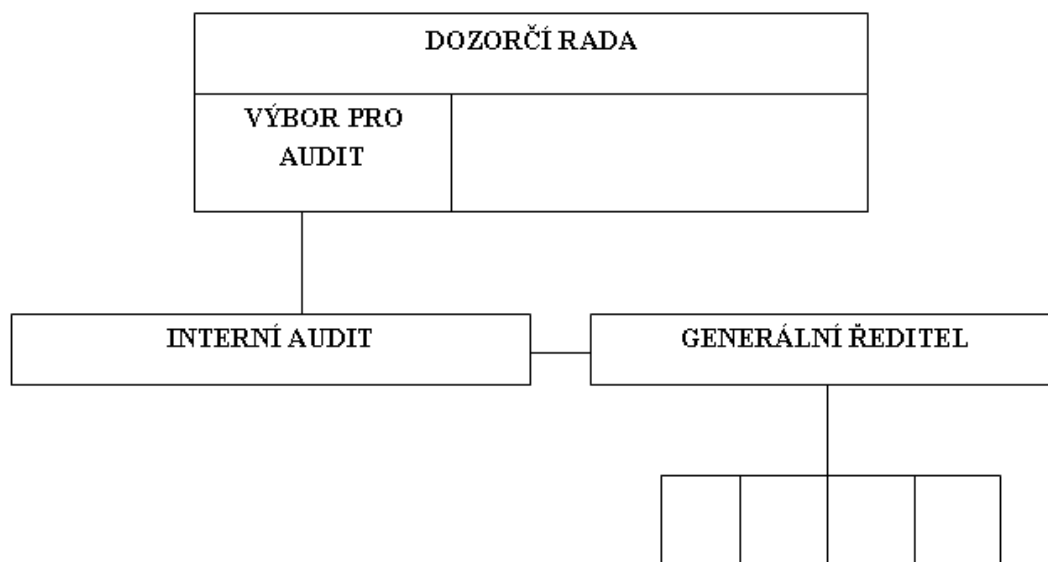 DOZORČÍ RADA
VÝBOR PRO
AUDIT
INTERNÍ AUDIT
GENERÁLNÍ ŘEDITEL